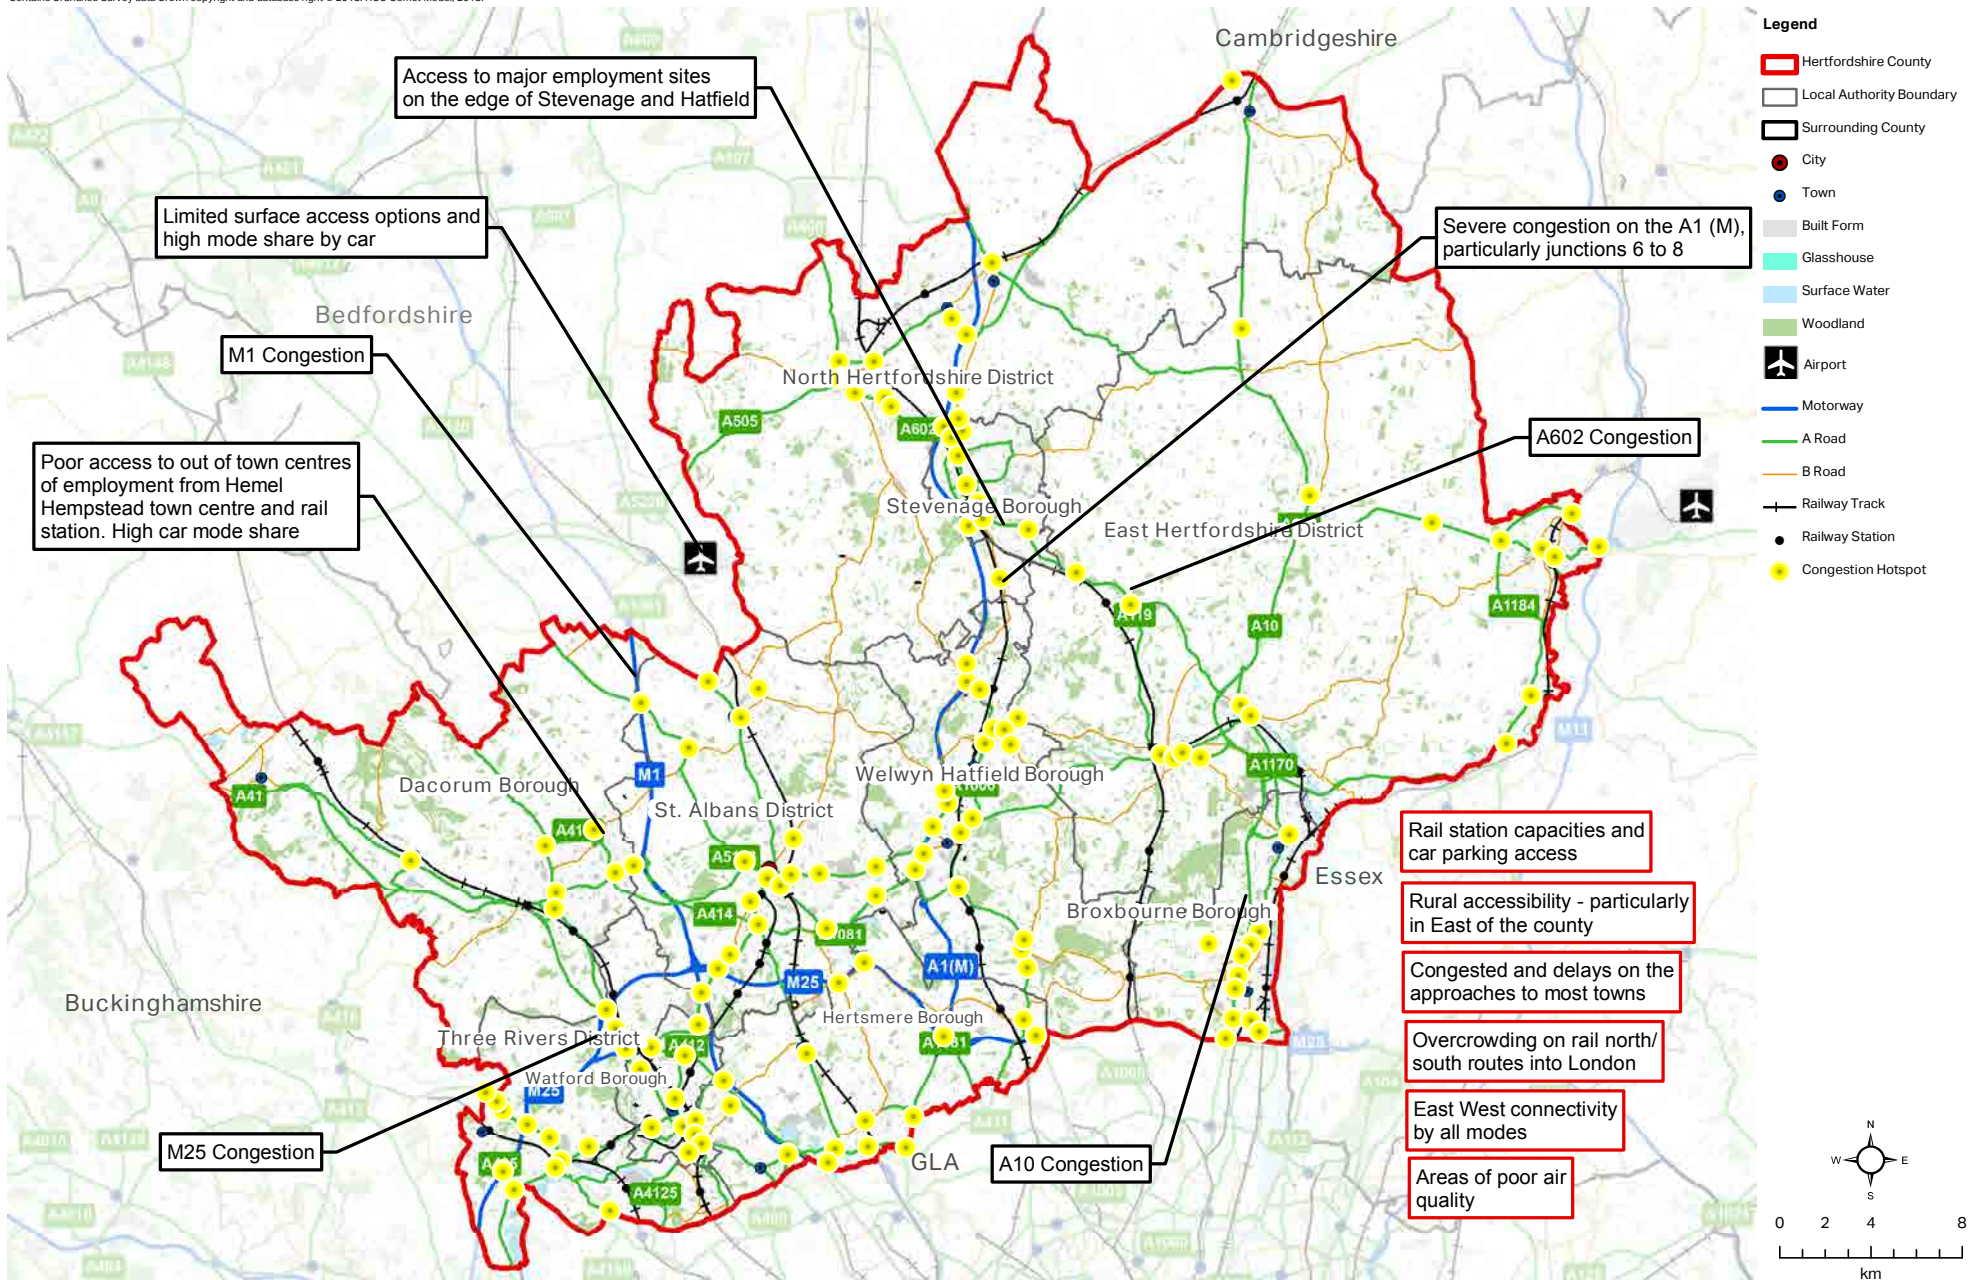 Cambridgeshire
Access to major employment sites
on the edge of Stevenage and Hatfield
Limited surface access options and
high mode share by car
Severe congestion on the A1 (M),
particularly junctions 6 to 8
Bedfordshire
M1 Congestion
North Hertfordshire District
A505
A602
A602 Congestion
Poor access to out of town centres
of employment from Hemel
Hempstead town centre and rail
station. High car mode share
Stevenage Borough
East Hertfordshire District
A119
A10
A1184
M11
M1
Dacorum Borough
A41
St. Albans District
Welwyn Hatfield Borough
A1170
A414
Broxbourne Borough
Essex
A1(M)
M25
Buckinghamshire
Three Rivers District
Hertsmere Borough
Watford Borough
M25
M25 Congestion
A4125
GLA
A10 Congestion
Rail station capacities and
car parking access
Rural accessibility - particularly
in East of the county
Congested and delays on the
approaches to most towns
Overcrowding on rail north/
south routes into London
East West connectivity
by all modes
Areas of poor air
quality
Legend
Hertfordshire County
Local Authority Boundary
Surrounding County
City
Town
Built Form
Glasshouse
Surface Water
Woodland
Airport
Motorway
A Road
B Road
Railway Track
Railway Station
Congestion Hotspot
N
W E
S
0 2 4 8
km